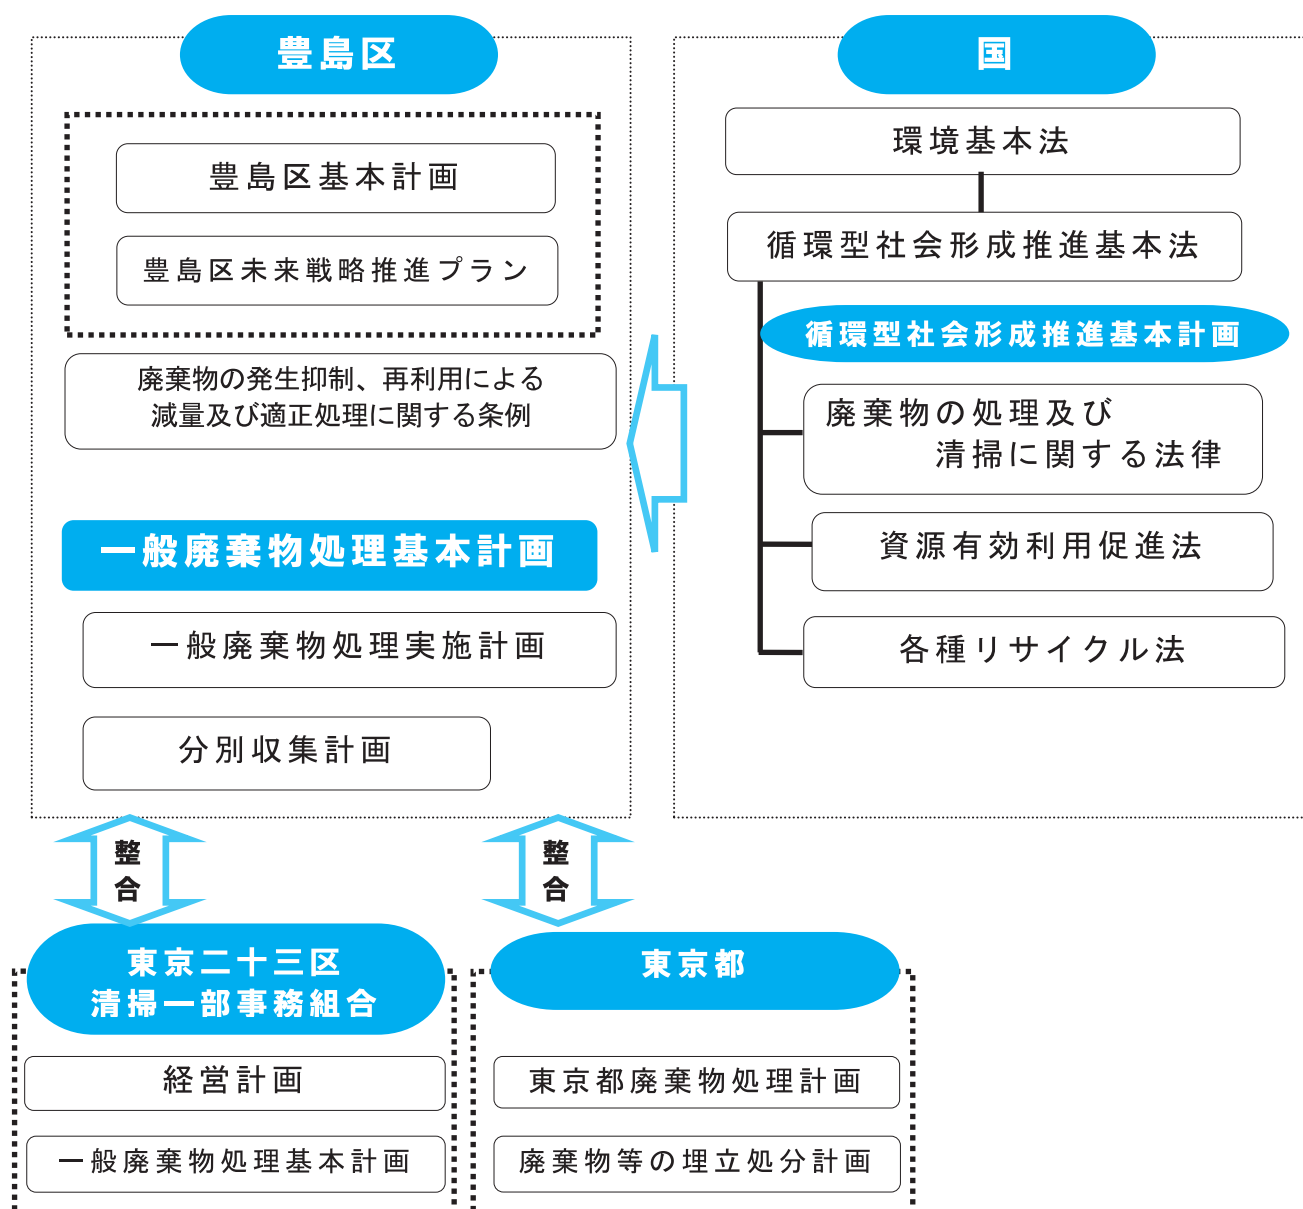 豊島区
豊島区基本計画
豊島区未来戦略推進プラン
廃棄物の発生抑制、再利用による
減量及び適正処理に関する条例
一般廃棄物処理基本計画
一般廃棄物処理実施計画
分別収集計画
国
環境基本法
循環型社会形成推進基本法
循環型社会形成推進基本計画
廃棄物の処理及び
清掃に関する法律
資源有効利用促進法
各種リサイクル法
整
合
整
合
東京二十三区
清掃一部事務組合
経営計画
一般廃棄物処理基本計画
東京都
東京都廃棄物処理計画
廃棄物等の埋立処分計画